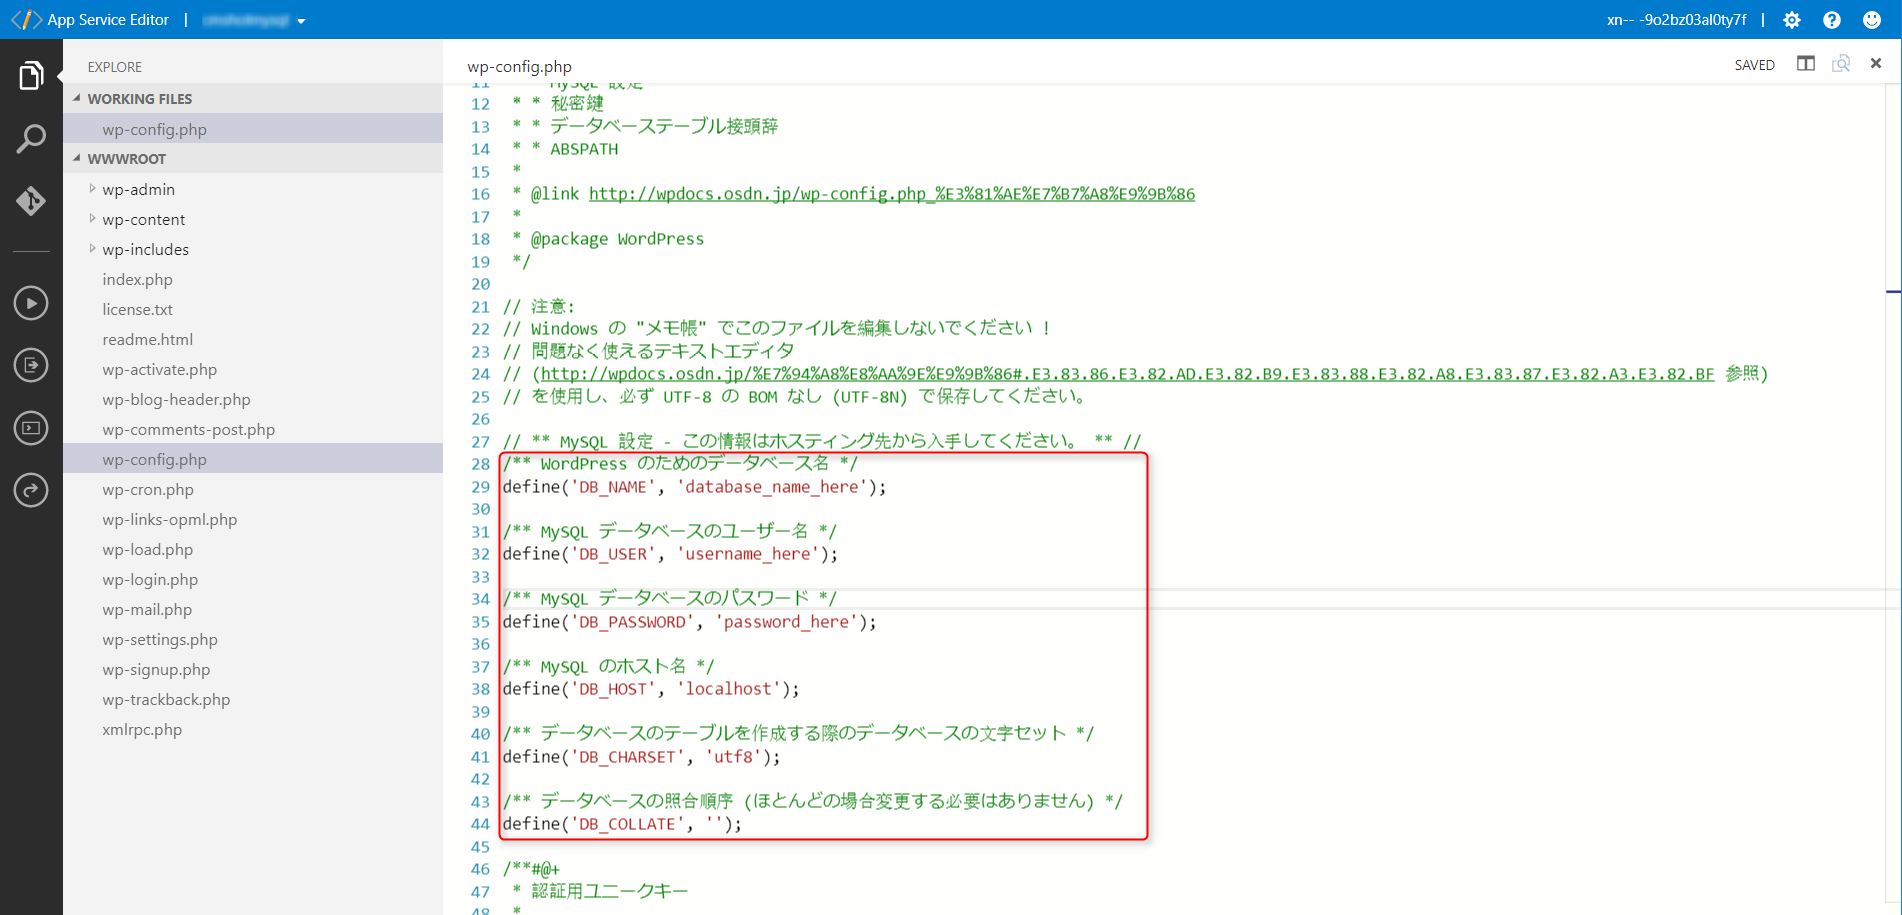 App Service Editor |
xn-- -9o2bz03al0ty7f |
EXPLORE
WORKING FILES
wp-config.php
WWWROOT
wp-admin
wp-content
wp-includes
index.php
license.txt
readme.html
wp-activate.php
wp-blog-header.php
wp-comments-post.php
wp-config.php
wp-cron.php
wp-links-opml.php
wp-load.php
wp-login.php
wp-mail.php
wp-settings.php
wp-signup.php
wp-trackback.php
xmlrpc.php
wp-config.php
SAVED
11 MySQL 設定
12 * * 秘密鍵
13 * * データベーステーブル接頭辞
14 * * ABSPATH
15 *
16 * @link http://wpdocs.osdn.jp/wp-config.php_%E3%81%AE%E7%B7%A8%E9%9B%86
17 *
18 * @package WordPress
19 */
20
21 // 注意:
22 // Windows の "メモ帳" でこのファイルを編集しないでください !
23 // 問題なく使えるテキストエディタ
24 // (http://wpdocs.osdn.jp/%E7%94%A8%E8%AA%9E%E9%9B%86#.E3.83.86.E3.82.AD.E3.82.B9.E3.83.88.E3.82.A8.E3.83.87.E3.82.A3.E3.82.BF 参照)
25 // を使用し、必ず UTF-8 の BOM なし (UTF-8N) で保存してください。
26
27 // ** MySQL 設定 - この情報はホスティング先から入手してください。 ** //
28 /** WordPress のためのデータベース名 */
29 define('DB_NAME', 'database_name_here');
30
31 /** MySQL データベースのユーザー名 */
32 define('DB_USER', 'username_here');
33
34 /** MySQL データベースのパスワード */
35 define('DB_PASSWORD', 'password_here');
36
37 /** MySQL のホスト名 */
38 define('DB_HOST', 'localhost');
39
40 /** データベースのテーブルを作成する際のデータベースの文字セット */
41 define('DB_CHARSET', 'utf8');
42
43 /** データベースの照合順序 (ほとんどの場合変更する必要はありません) */
44 define('DB_COLLATE', '');
45
46 /**#@+
47 * 認証用ユニークキー
48 *